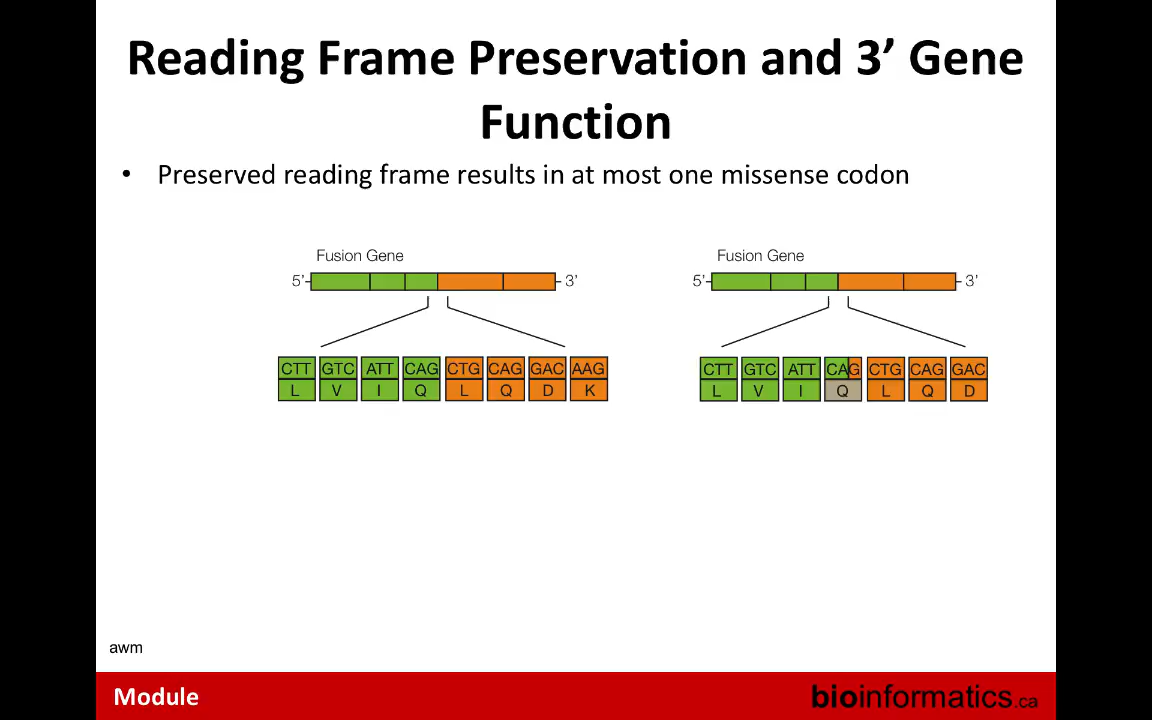 Reading Frame Preservation and 3’ Gene
Function
• Preserved reading frame results in at most one missense codon
Fusion Gene
5’ 3’
CTT GTC ATT CAG CTG CAG GAC AAG
L V I Q L Q D K
Fusion Gene
5’ 3’
CTT GTC ATT CAG CTG CAG GAC
L V I Q L Q D
awm
Module
bioinformatics.ca